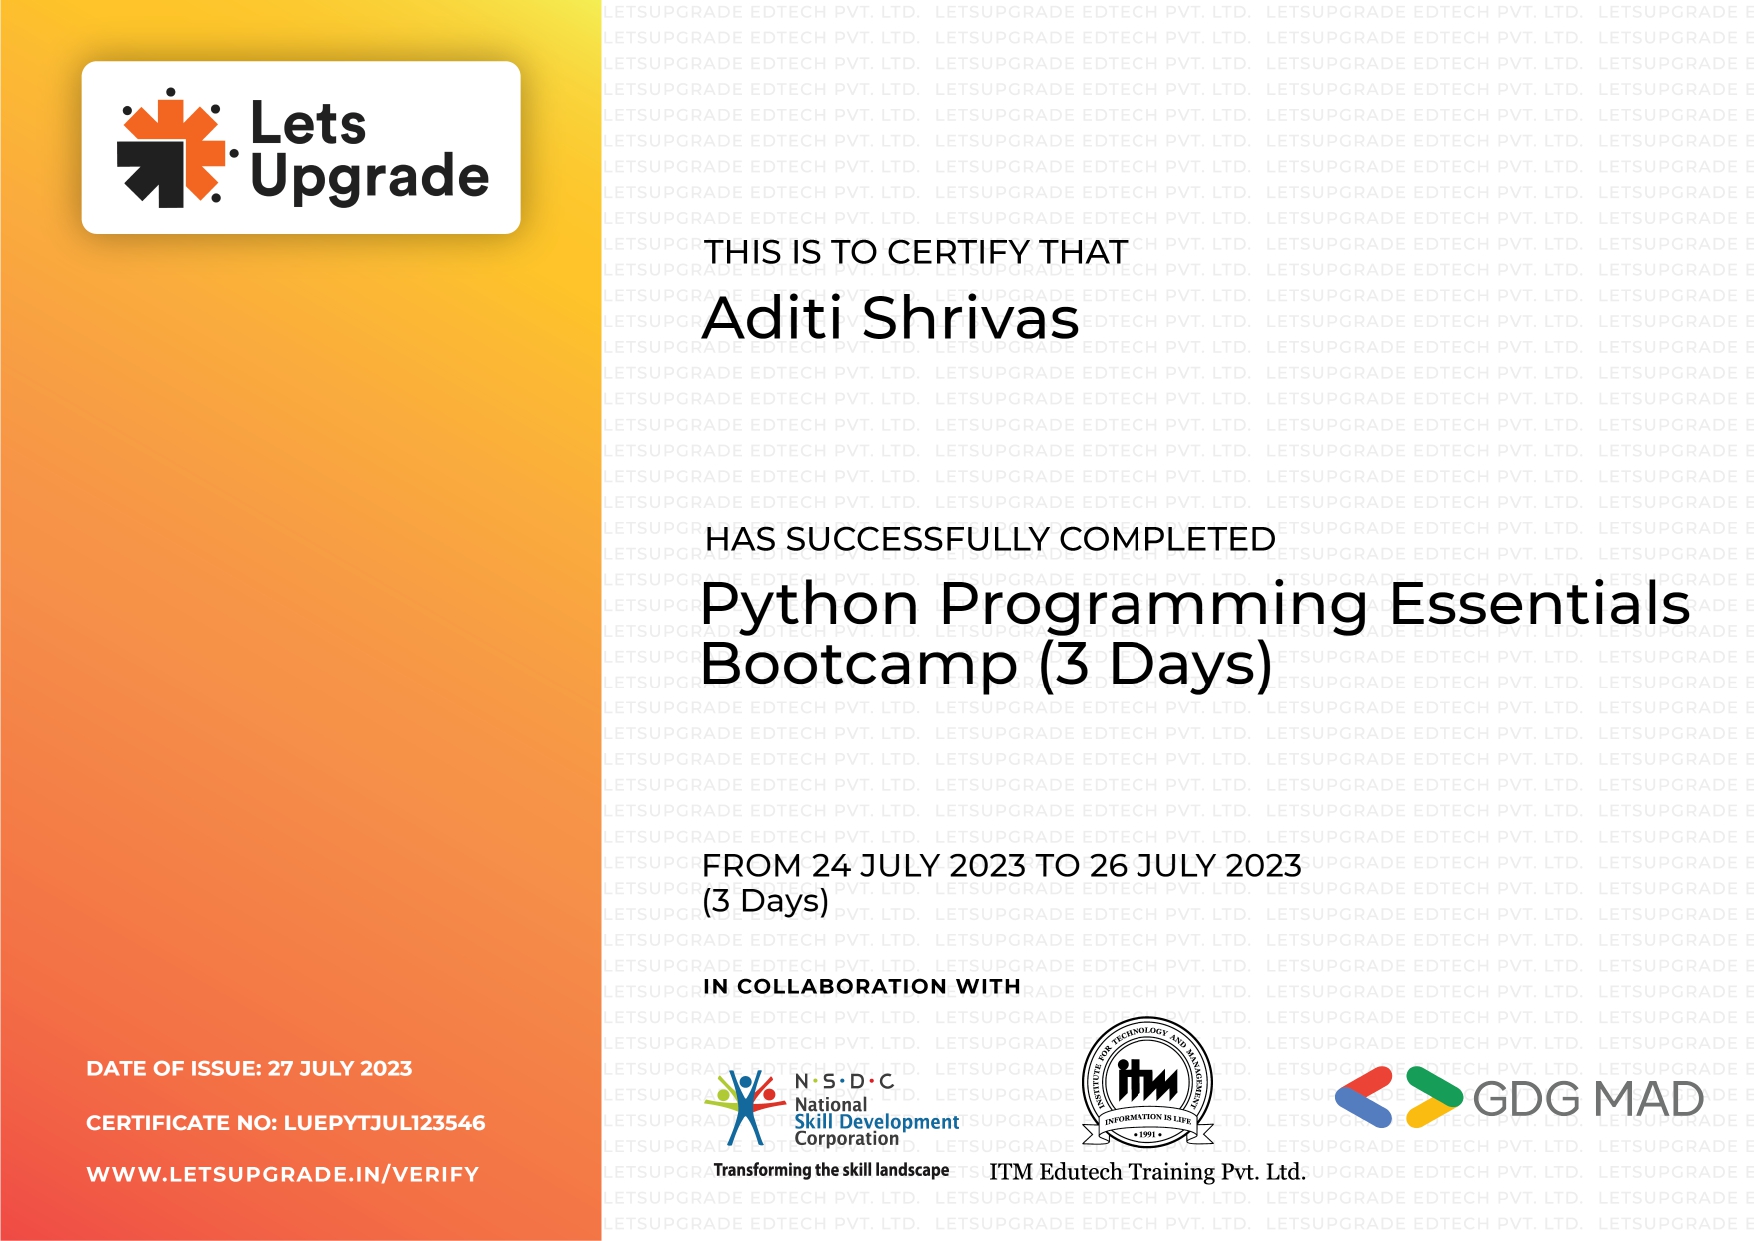 Lets
Upgrade
THIS IS TO CERTIFY THAT
Aditi Shrivas
HAS SUCCESSFULLY COMPLETED
Python Programming Essentials
Bootcamp (3 Days)
FROM 24 JULY 2023 TO 26 JULY 2023
(3 Days)
IN COLLABORATION WITH
N·S·D·C
National
Skill Development
Corporation
Transforming the skill landscape
INSTITUTE FOR TECHNOLOGY AND MANAGEMENT
itm
INFORMATION IS LIFE
• 1991 •
ITM Edutech Training Pvt. Ltd.
GDG MAD
DATE OF ISSUE: 27 JULY 2023
CERTIFICATE NO: LUEPYTJUL123546
WWW.LETSUPGRADE.IN/VERIFY
LETSUPGRADE EDTECH PVT. LTD.